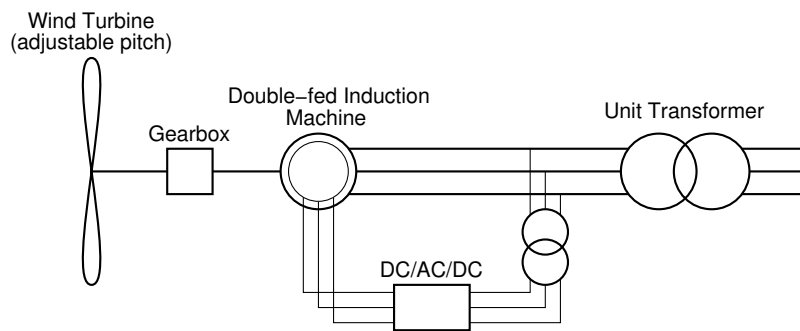 Wind Turbine
(adjustable pitch)
Double−fed Induction
Machine
Unit Transformer
Gearbox
DC/AC/DC